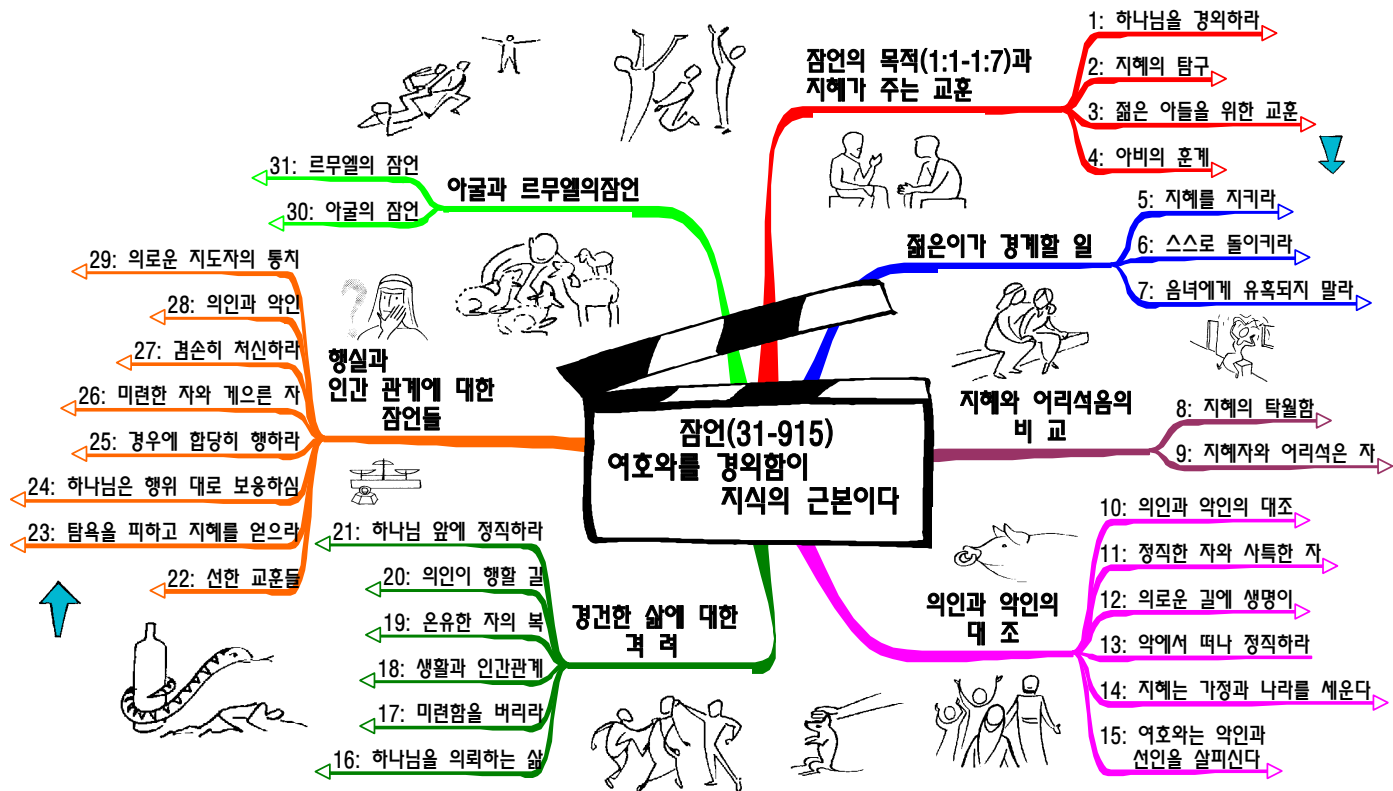 잠언(31-915)
여호와를 경외함이
지식의 근본이다
잠언의 목적(1:1-1:7)과
지혜가 주는 교훈
1: 하나님을 경외하라
2: 지혜의 탐구
3: 젊은 아들을 위한 교훈
4: 아비의 훈계
젊은이가 경계할 일
5: 지혜를 지키라
6: 스스로 돌이키라
7: 음녀에게 유혹되지 말라
지혜와 어리석음의
비 교
8: 지혜의 탁월함
9: 지혜자와 어리석은 자
의인과 악인의
대 조
10: 의인과 악인의 대조
11: 정직한 자와 사특한 자
12: 의로운 길에 생명이
13: 악에서 떠나 정직하라
14: 지혜는 가정과 나라를 세운다
15: 여호와는 악인과
선인을 살피신다
경건한 삶에 대한
격 려
21: 하나님 앞에 정직하라
20: 의인이 행할 길
19: 온유한 자의 복
18: 생활과 인간관계
17: 미련함을 버리라
16: 하나님을 의뢰하는 삶
행실과
인간 관계에 대한
잠언들
29: 의로운 지도자의 통치
28: 의인과 악인
27: 겸손히 처신하라
26: 미련한 자와 게으른 자
25: 경우에 합당히 행하라
24: 하나님은 행위 대로 보응하심
23: 탐욕을 피하고 지혜를 얻으라
22: 선한 교훈들
아굴과 르무엘의잠언
31: 르무엘의 잠언
30: 아굴의 잠언
?